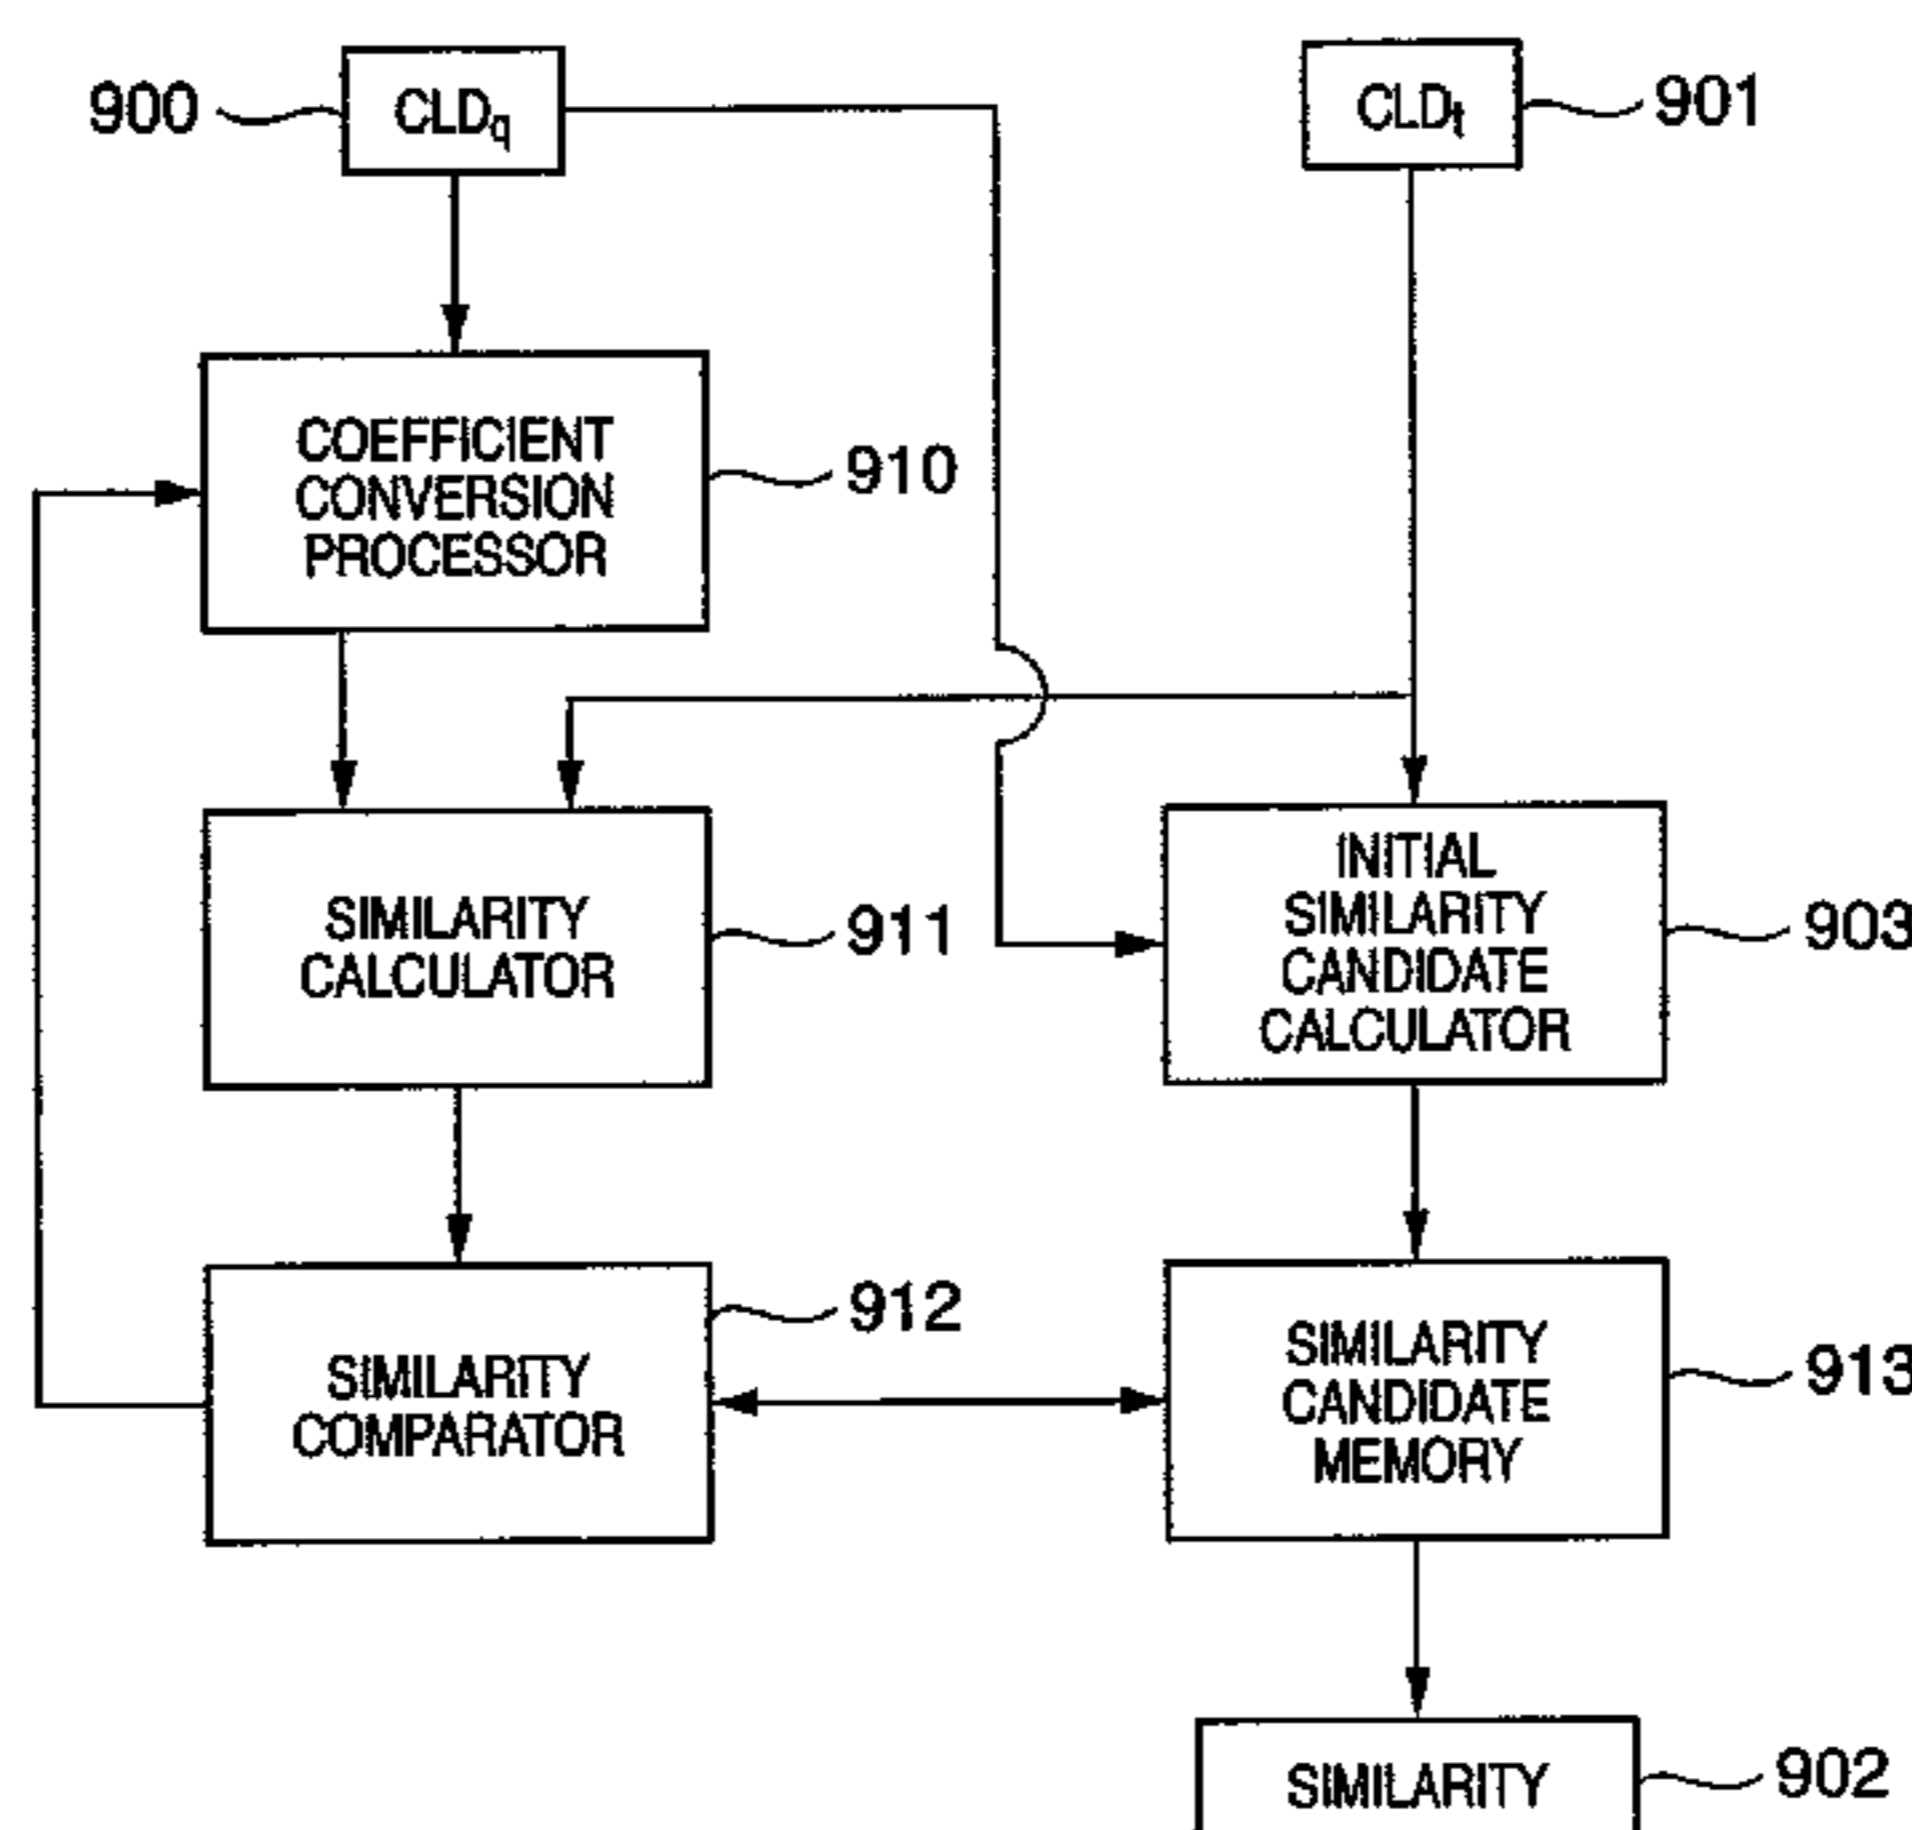 900
CLDq
CLDt
901
COEFFICIENT
CONVERSION
PROCESSOR
910
SIMILARITY
CALCULATOR
911
INITIAL
SIMILARITY
CANDIDATE
CALCULATOR
903
SIMILARITY
COMPARATOR
912
SIMILARITY
CANDIDATE
MEMORY
913
SIMILARITY
902